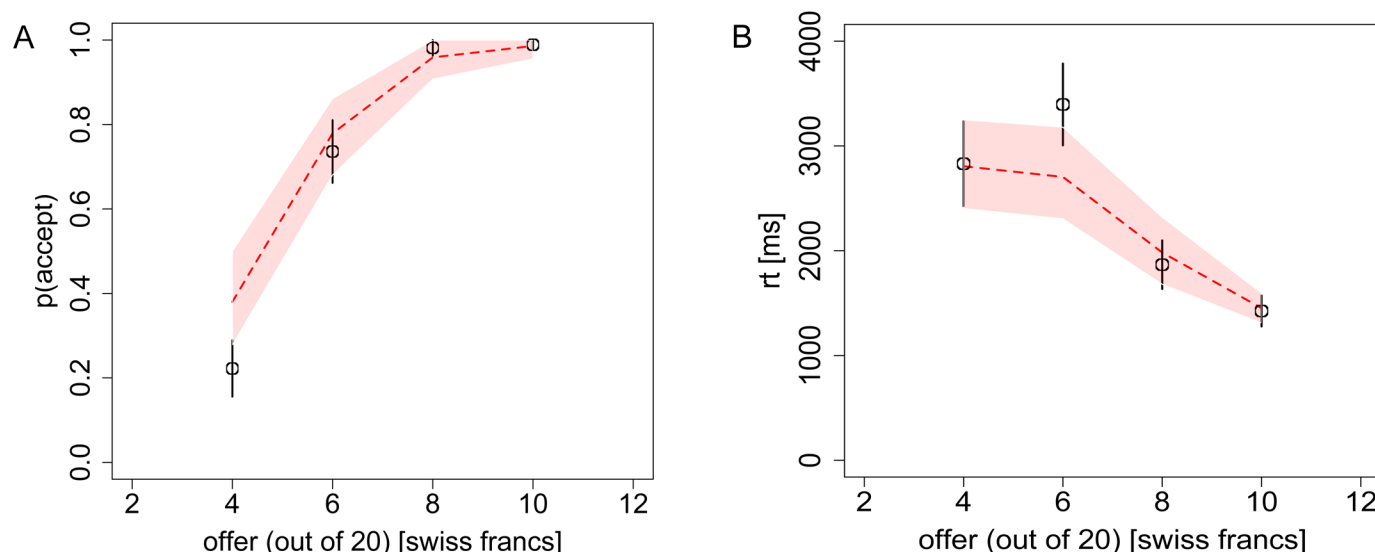 A
p(accept)
1.0
0.8
0.6
0.4
0.2
0.0
2 4 6 8 10 12
offer (out of 20) [swiss francs]
B
rt [ms]
4000
3000
2000
1000
0
2 4 6 8 10 12
offer (out of 20) [swiss francs]